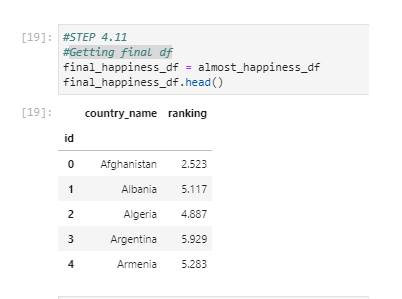 [19]: #STEP 4.11
#Getting final df
final_happiness_df = almost_happiness_df
final_happiness_df.head()
[19]: country_name ranking
id
0 Afghanistan 2.523
1 Albania 5.117
2 Algeria 4.887
3 Argentina 5.929
4 Armenia 5.283